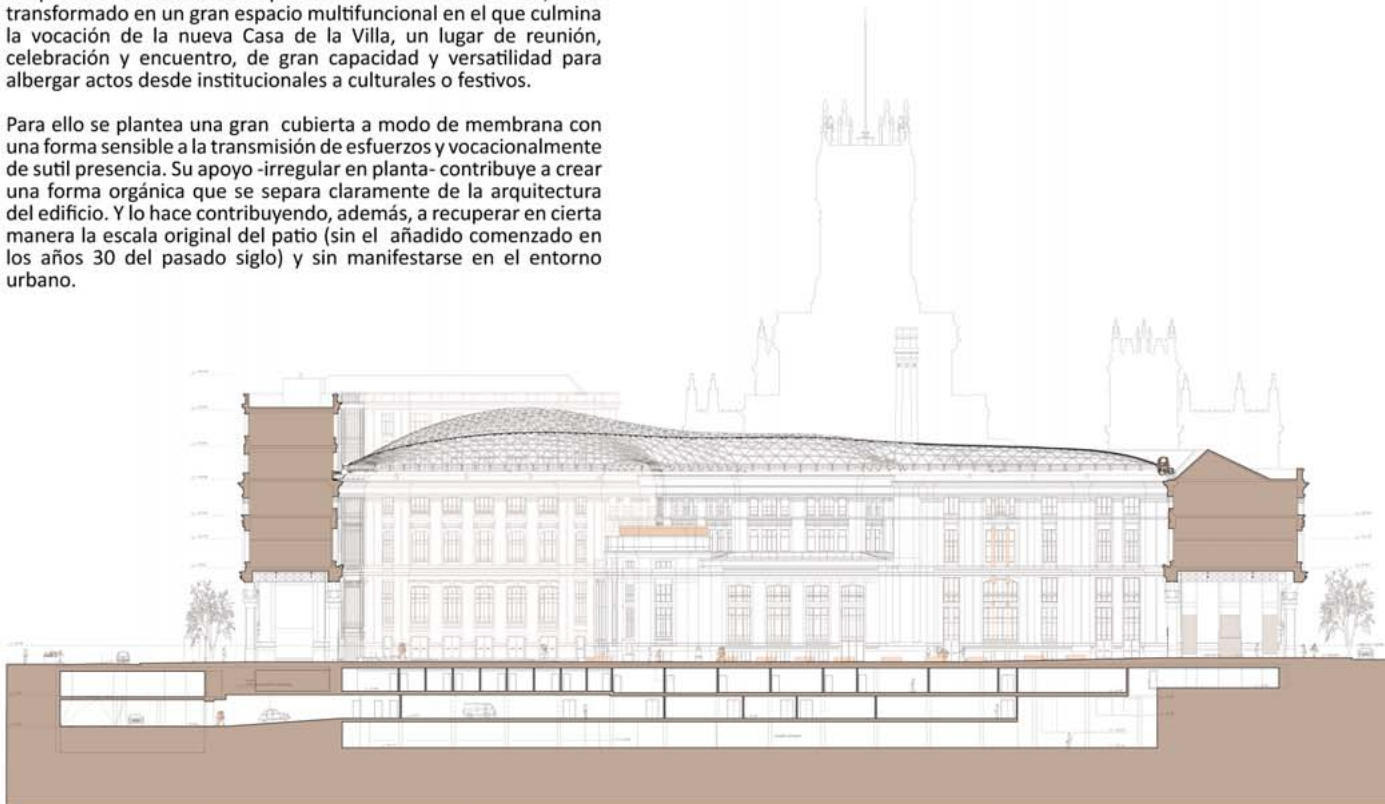 transformado en un gran espacio multifuncional en el que culmina
la vocación de la nueva Casa de la Villa, un lugar de reunión,
celebración y encuentro, de gran capacidad y versatilidad para
albergar actos desde institucionales a culturales o festivos.
Para ello se plantea una gran cubierta a modo de membrana con
una forma sensible a la transmisión de esfuerzos y vocacionalmente
de sutil presencia. Su apoyo -irregular en planta- contribuye a crear
una forma orgánica que se separa claramente de la arquitectura
del edificio. Y lo hace contribuyendo, además, a recuperar en cierta
manera la escala original del patio (sin el añadido comenzado en
los años 30 del pasado siglo) y sin manifestarse en el entorno
urbano.